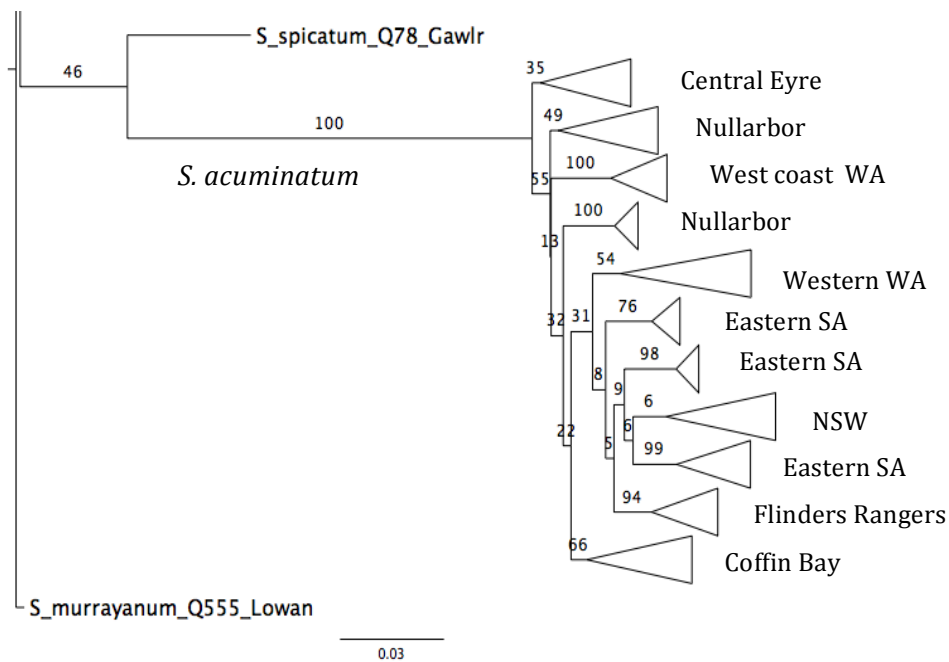 S_spicatum_Q78_Gawlr
46
35
Central Eyre
49
Nullarbor
100
S. acuminatum
100
West coast WA
55
100
Nullarbor
13
54
Western WA
32
31
76
Eastern SA
98
Eastern SA
8
9
6
NSW
22
5
6
99
Eastern SA
94
Flinders Rangers
66
Coffin Bay
S_murrayanum_Q555_Lowan
0.03